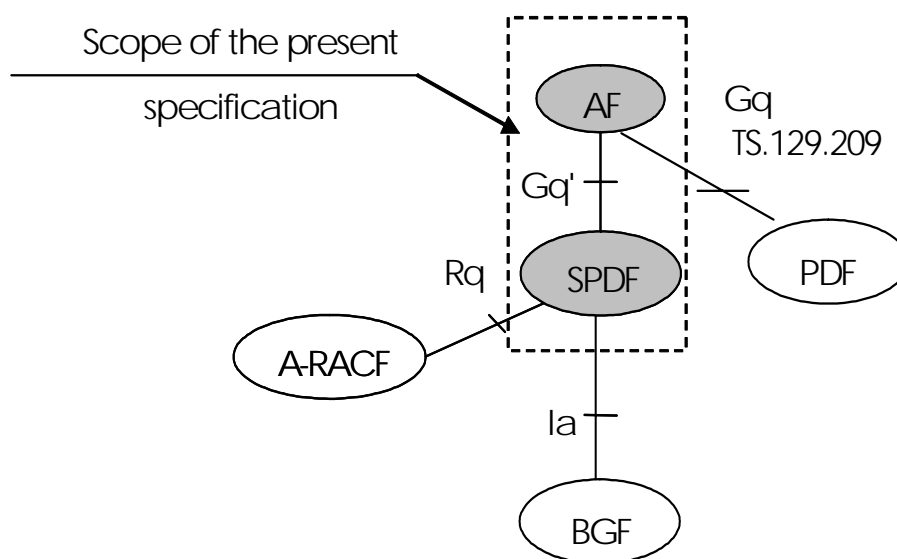 Scope of the present
specification
AF
Gq
TS.129.209
Gq'
Rq
SPDF
PDF
A-RACF
Ia
BGF